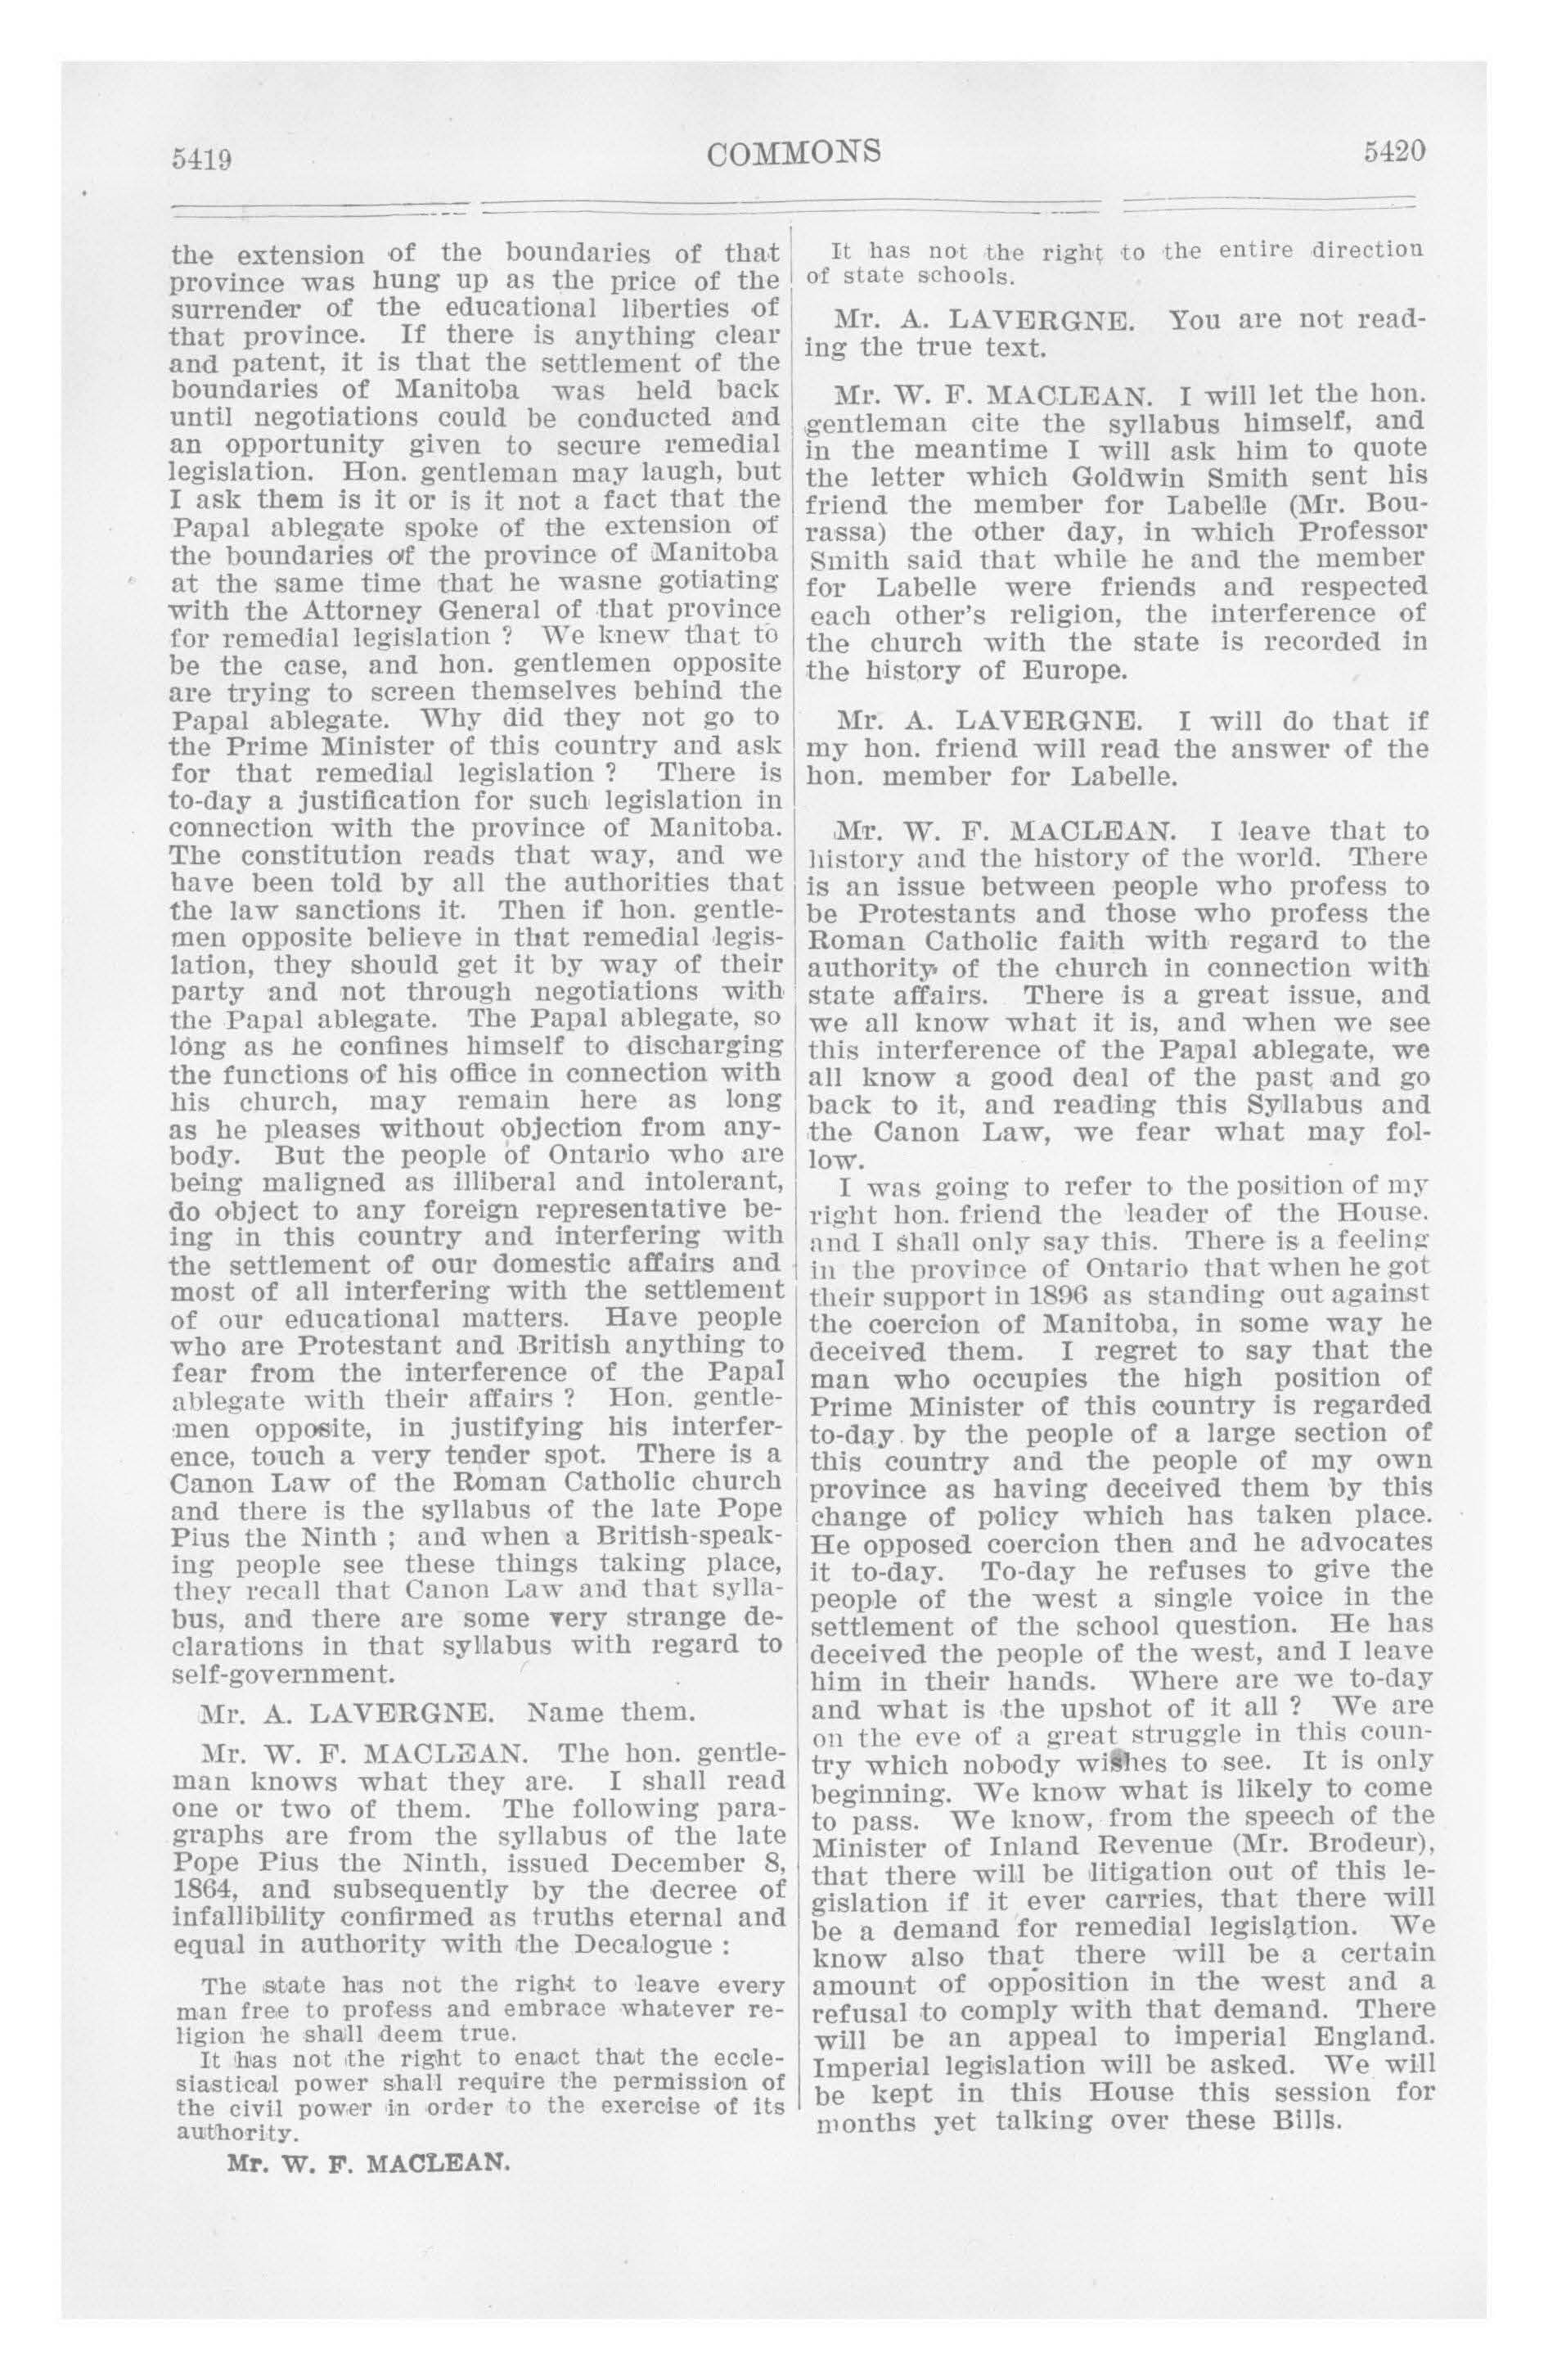 5419
COMMONS
5420
the extension of the boundaries of that
province was hung up as the price of the
surrender of the educational liberties of
that province. If there is anything clear
and patent, it is that the settlement of the
boundaries of Manitoba was held back
until negotiations could be conducted and
an opportunity given to secure remedial
legislation. Hon. gentleman may laugh, but
I ask them is it or is it not a fact that the
Papal ablegate spoke of the extension of
the boundaries of the province of Manitoba
at the same time that he wasne gotiating
with the Attorney General of that province
for remedial legislation ? We knew that to
be the case, and hon. gentlemen opposite
are trying to screen themselves behind the
Papal ablegate. Why did they not go to
the Prime Minister of this country and ask
for that remedial legislation ? There is
to-day a justification for such legislation in
connection with the province of Manitoba.
The constitution reads that way, and we
have been told by all the authorities that
the law sanctions it. Then if hon. gentle-
men opposite believe in that remedial legis-
lation, they should get it by way of their
party and not through negotiations with
the Papal ablegate. The Papal ablegate, so
long as he confines himself to discharging
the functions of his office in connection with
his church, may remain here as long
as he pleases without objection from any-
body. But the people of Ontario who are
being maligned as illiberal and intolerant,
do object to any foreign representative be-
ing in this country and interfering with
the settlement of our domestic affairs and
most of all interfering with the settlement
of our educational matters. Have people
who are Protestant and British anything to
fear from the interference of the Papal
ablegate with their affairs ? Hon. gentle-
men opposite, in justifying his interfer-
ence, touch a very tender spot. There is a
Canon Law of the Roman Catholic church
and there is the syllabus of the late Pope
Pius the Ninth ; and when a British-speak-
ing people see these things taking place,
they recall that Canon Law and that sylla-
bus, and there are some very strange de-
clarations in that syllabus with regard to
self-government.
Mr. A. LAVERGNE. Name them.
Mr. W. F. MACLEAN. The hon. gentle-
man knows what they are. I shall read
one or two of them. The following para-
graphs are from the syllabus of the late
Pope Pius the Ninth, issued December 8,
1864, and subsequently by the decree of
infallibility confirmed as truths eternal and
equal in authority with the Decalogue :
The state has not the right to leave every
man free to profess and embrace whatever re-
ligion he shall deem true.
It has not the right to enact that the eccle-
siastical power shall require the permission of
the civil power in order to the exercise of its
authority.
Mr. W. F. MACLEAN.
It has not the right to the entire direction
of state schools.
Mr. A. LAVERGNE. You are not read-
ing the true text.
Mr. W. F. MACLEAN. I will let the hon.
gentleman cite the syllabus himself, and
in the meantime I will ask him to quote
the letter which Goldwin Smith sent his
friend the member for Labelle (Mr. Bou-
rassa) the other day, in which Professor
Smith said that while he and the member
for Labelle were friends and respected
each other's religion, the interference of
the church with the state is recorded in
the history of Europe.
Mr. A. LAVERGNE. I will do that if
my hon. friend will read the answer of the
hon. member for Labelle.
Mr. W. F. MACLEAN. I leave that to
history and the history of the world. There
is an issue between people who profess to
be Protestants and those who profess the
Roman Catholic faith with regard to the
authority of the church in connection with
state affairs. There is a great issue, and
we all know what it is, and when we see
this interference of the Papal ablegate, we
all know a good deal of the past and go
back to it, and reading this Syllabus and
the Canon Law, we fear what may fol-
low.
I was going to refer to the position of my
right hon. friend the leader of the House.
and I shall only say this. There is a feeling
in the province of Ontario that when he got
their support in 1896 as standing out against
the coercion of Manitoba, in some way he
deceived them. I regret to say that the
man who occupies the high position of
Prime Minister of this country is regarded
to-day by the people of a large section of
this country and the people of my own
province as having deceived them by this
change of policy which has taken place.
He opposed coercion then and he advocates
it to-day. To-day he refuses to give the
people of the west a single voice in the
settlement of the school question. He has
deceived the people of the west, and I leave
him in their hands. Where are we to-day
and what is the upshot of it all ? We are
on the eve of a great struggle in this coun-
try which nobody wishes to see. It is only
beginning. We know what is likely to come
to pass. We know, from the speech of the
Minister of Inland Revenue (Mr. Brodeur),
that there will be litigation out of this le-
gislation if it ever carries, that there will
be a demand for remedial legislation. We
know also that there will be a certain
amount of opposition in the west and a
refusal to comply with that demand. There
will be an appeal to imperial England.
Imperial legislation will be asked. We will
be kept in this House this session for
months yet talking over these Bills.